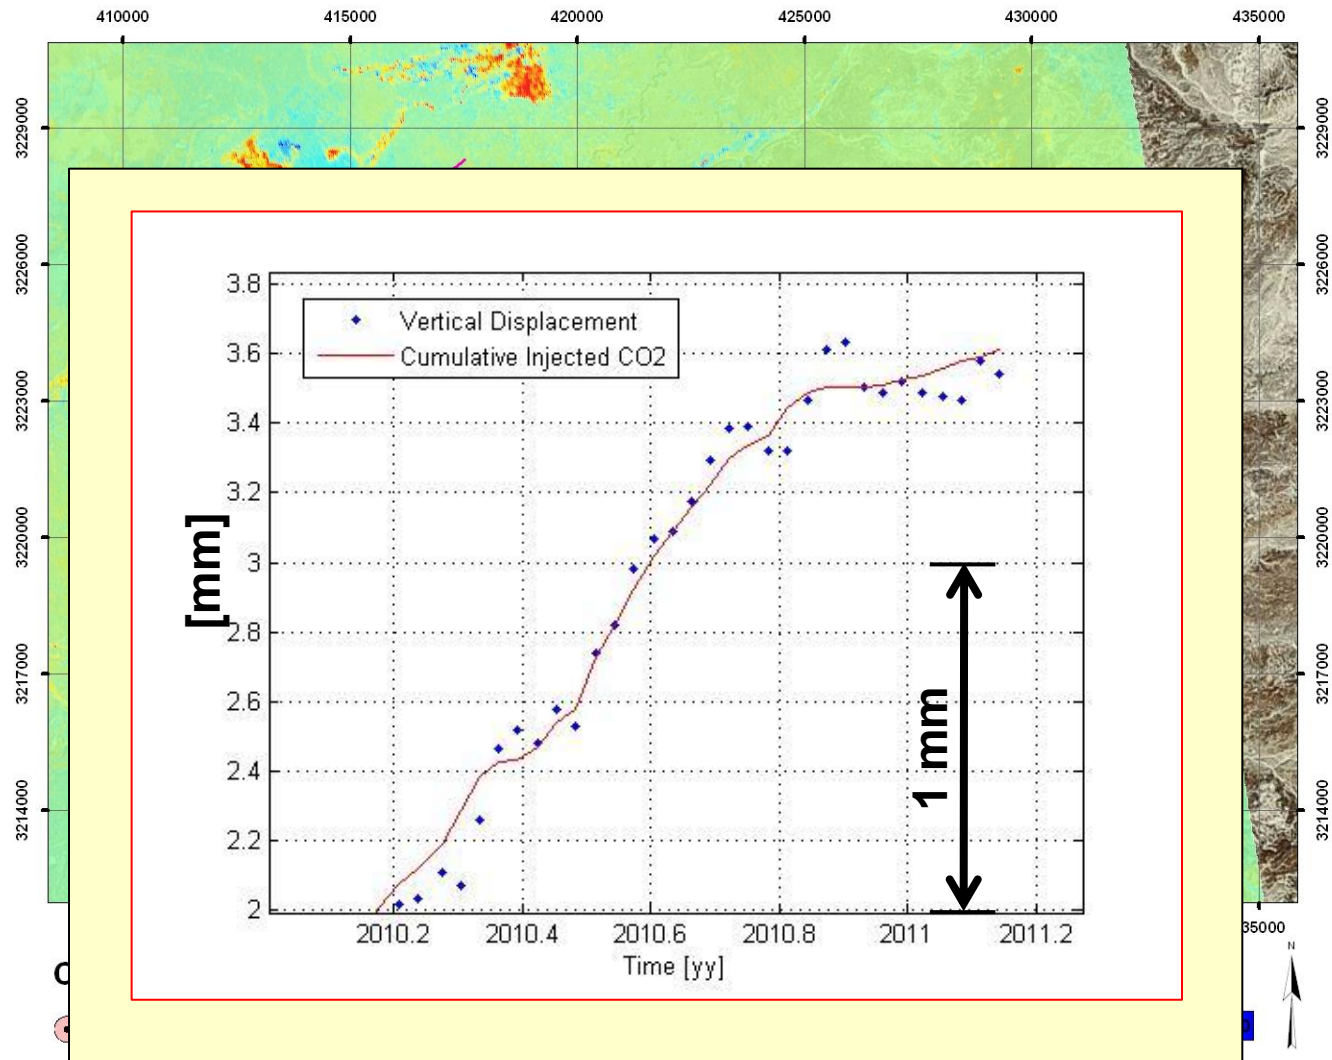 410000 415000 420000 425000 430000 435000
3229000 3229000
3226000 3226000
3223000 3223000
3220000 3220000
3217000 3217000
3214000 3214000
3.8
3.6
3.4
3.2
3
2.8
2.6
2.4
2.2
2
[mm]
Vertical Displacement
Cumulative Injected CO2
1 mm
2010.2 2010.4 2010.6 2010.8 2011 2011.2
Time [yy]
35000
N